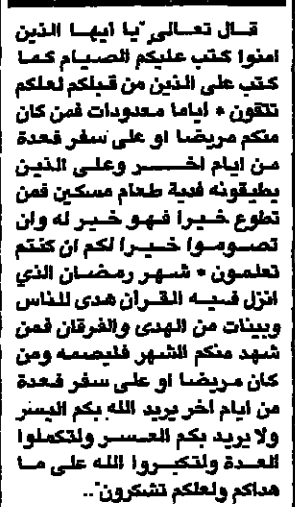 قال تعالى "يا ايها الذين
امنوا كتب عليكم الصيام كما
كتب على الذين من قبلكم لعلكم
تتقون * اياما معدودات فمن كان
منكم مريضا او على سفر فعدة
من ايام اخر وعلى الذين
يطيقونه فدية طعام مسكين فمن
تطوع خيرا فهو خير له وان
تصوموا خيرا لكم ان كنتم
تعلمون * شهر رمضان الذي
انزل فيه القرآن هدى للناس
وبينات من الهدى والفرقان فمن
شهد منكم الشهر فليصمه ومن
كان مريضا او على سفر فعدة
من ايام اخر يريد الله بكم اليسر
ولا يريد بكم العسر ولتكملوا
العدة ولتكبروا الله على ما
هداكم ولعلكم تشكرون"..